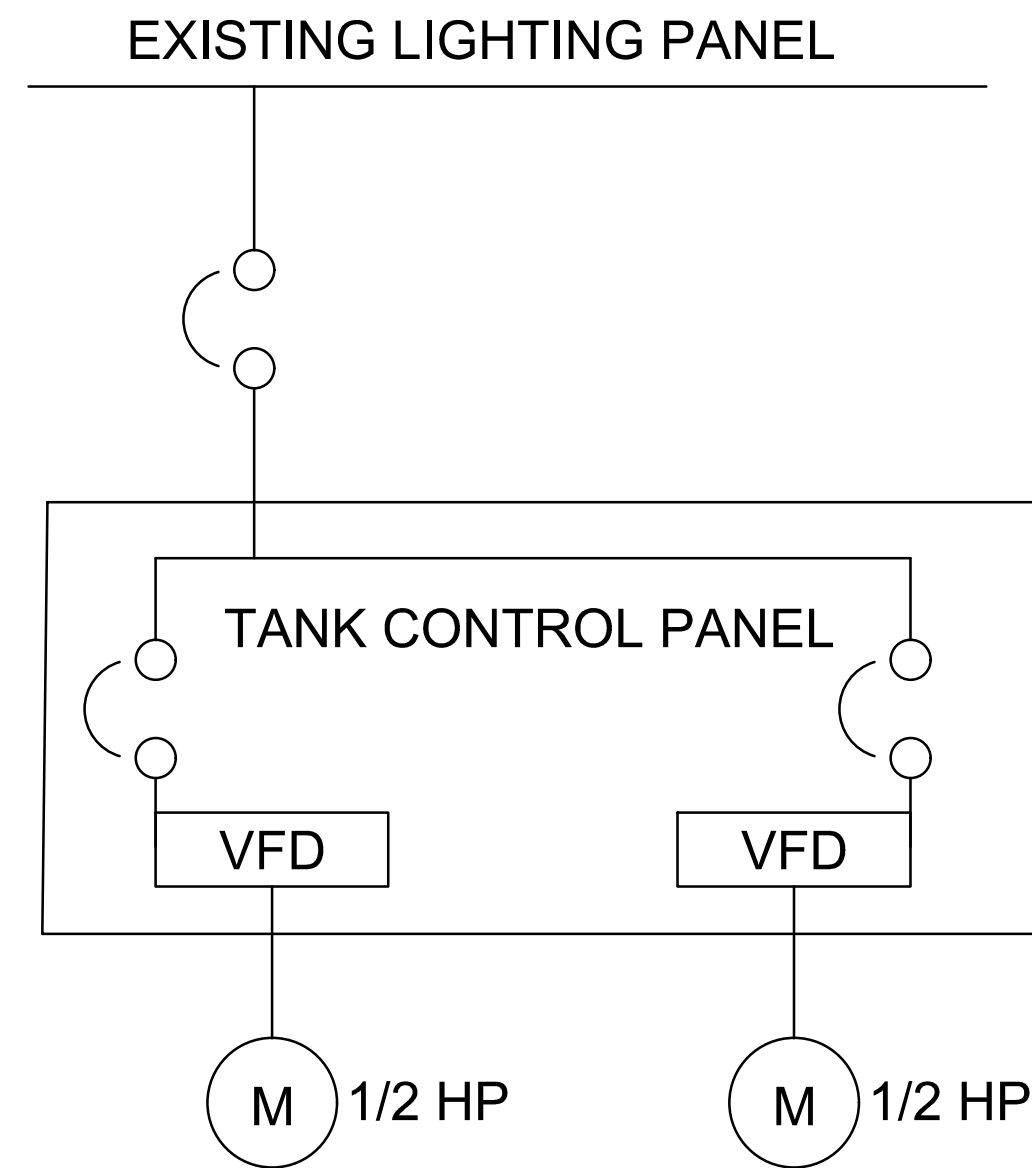 EXISTING LIGHTING PANEL
TANK CONTROL PANEL
VFD
VFD
M
1/2 HP
M
1/2 HP